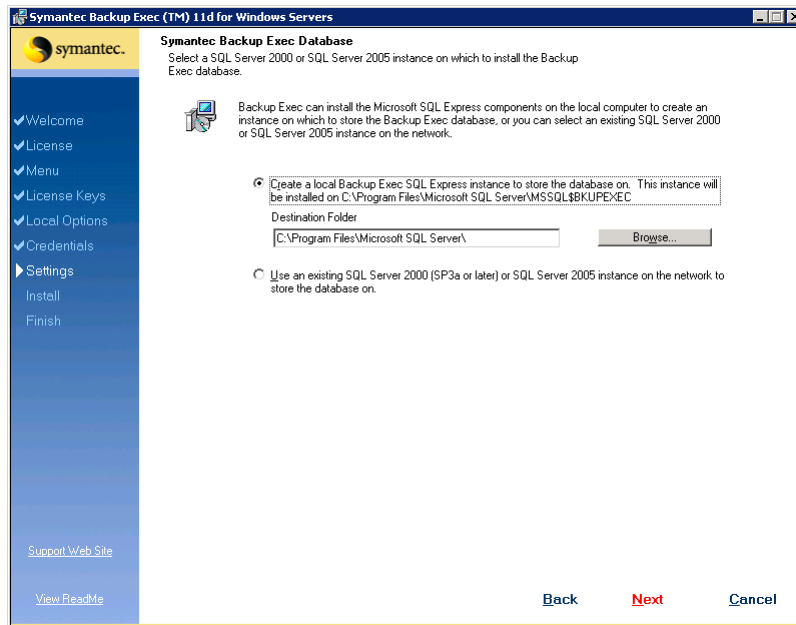 Symantec Backup Exec (TM) 11d for Windows Servers
symantec.
Symantec Backup Exec Database
Select a SQL Server 2000 or SQL Server 2005 instance on which to install the Backup
Exec database.
Welcome
License
Menu
License Keys
Local Options
Credentials
Settings
Install
Finish
Support Web Site
View ReadMe
Backup Exec can install the Microsoft SQL Express components on the local computer to create an
instance on which to store the Backup Exec database, or you can select an existing SQL Server 2000
or SQL Server 2005 instance on the network.
Create a local Backup Exec SQL Express instance to store the database on. This instance will
be installed on C:\Program Files\Microsoft SQL Server\MSSQL$BKUPEXEC
Destination Folder
C:\Program Files\Microsoft SQL Server\
Browse...
Use an existing SQL Server 2000 (SP3a or later) or SQL Server 2005 instance on the network to
store the database on.
Back Next Cancel